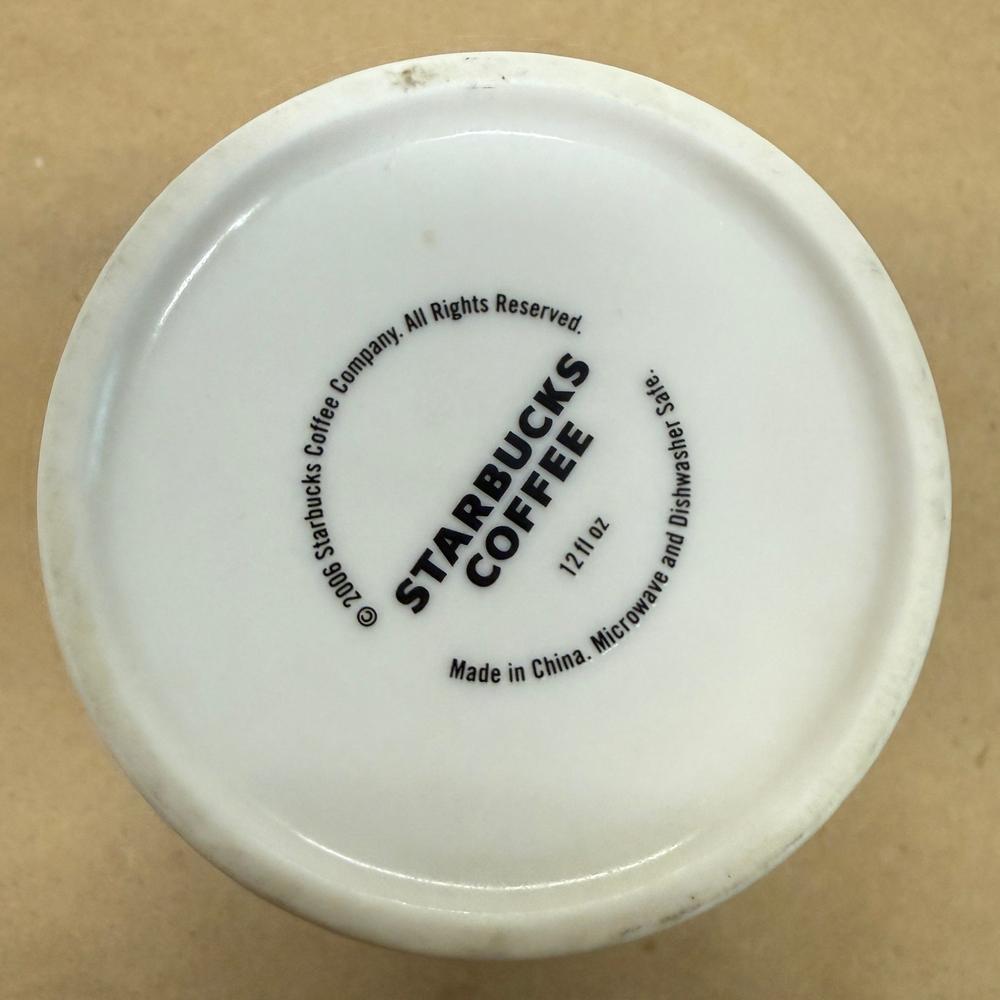 © 2006 Starbucks Coffee Company. All Rights Reserved.
STARBUCKS
COFFEE
12 fl oz
Made in China. Microwave and Dishwasher Safe.